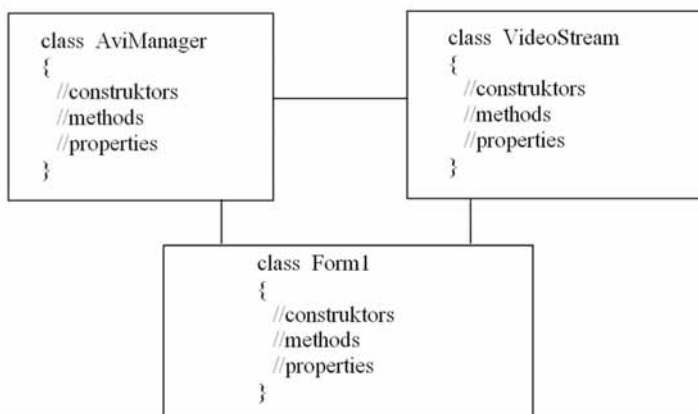 class AviManager
{
//construktors
//methods
//properties
}
class VideoStream
{
//construktors
//methods
//properties
}
class Form1
{
//construktors
//methods
//properties
}